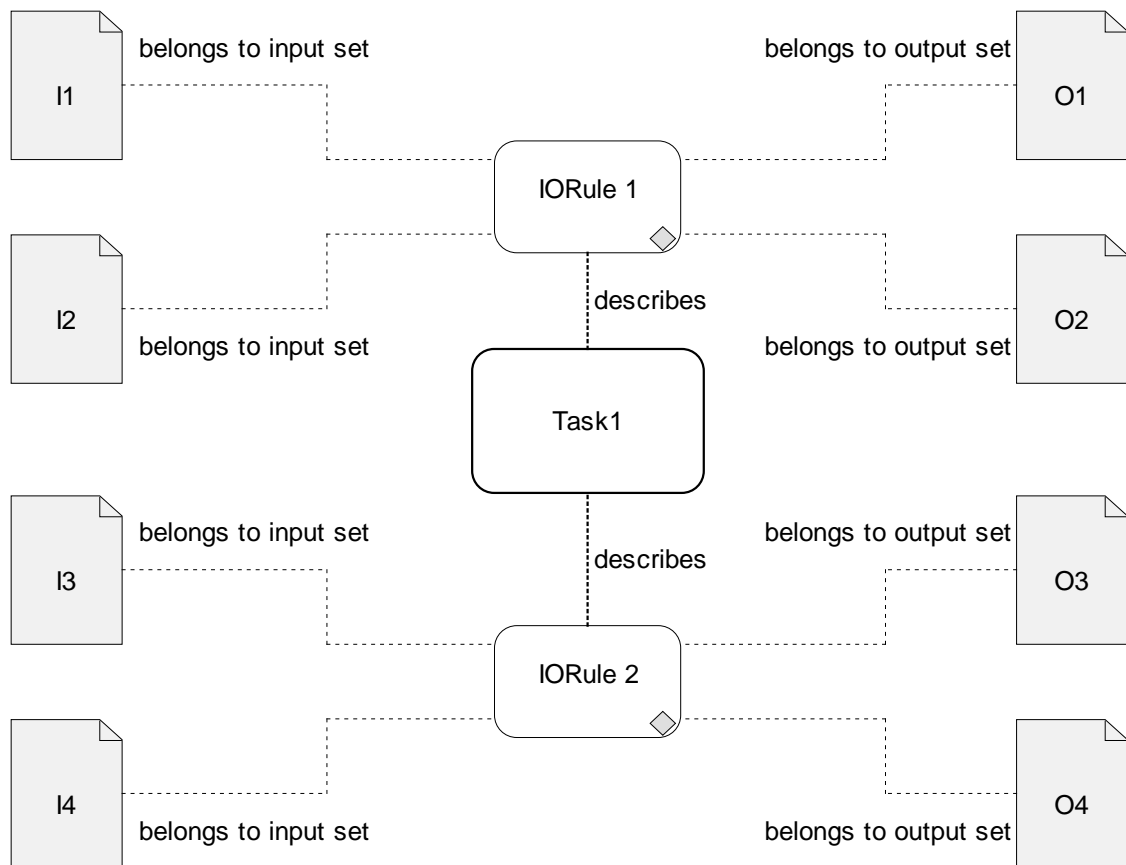 belongs to input set
belongs to output set
I1
O1
IORule 1
I2
describes
O2
belongs to input set
belongs to output set
Task1
belongs to input set
belongs to output set
I3
describes
O3
IORule 2
I4
O4
belongs to input set
belongs to output set